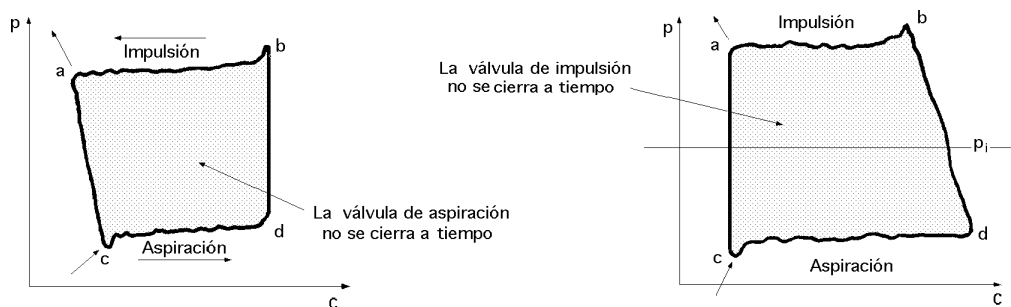 p
Impulsión
b
a
La válvula de aspiración
no se cierra a tiempo
d
Aspiración
c
C
p
Impulsión
b
a
La válvula de impulsión
no se cierra a tiempo
pi
d
c
Aspiración
C